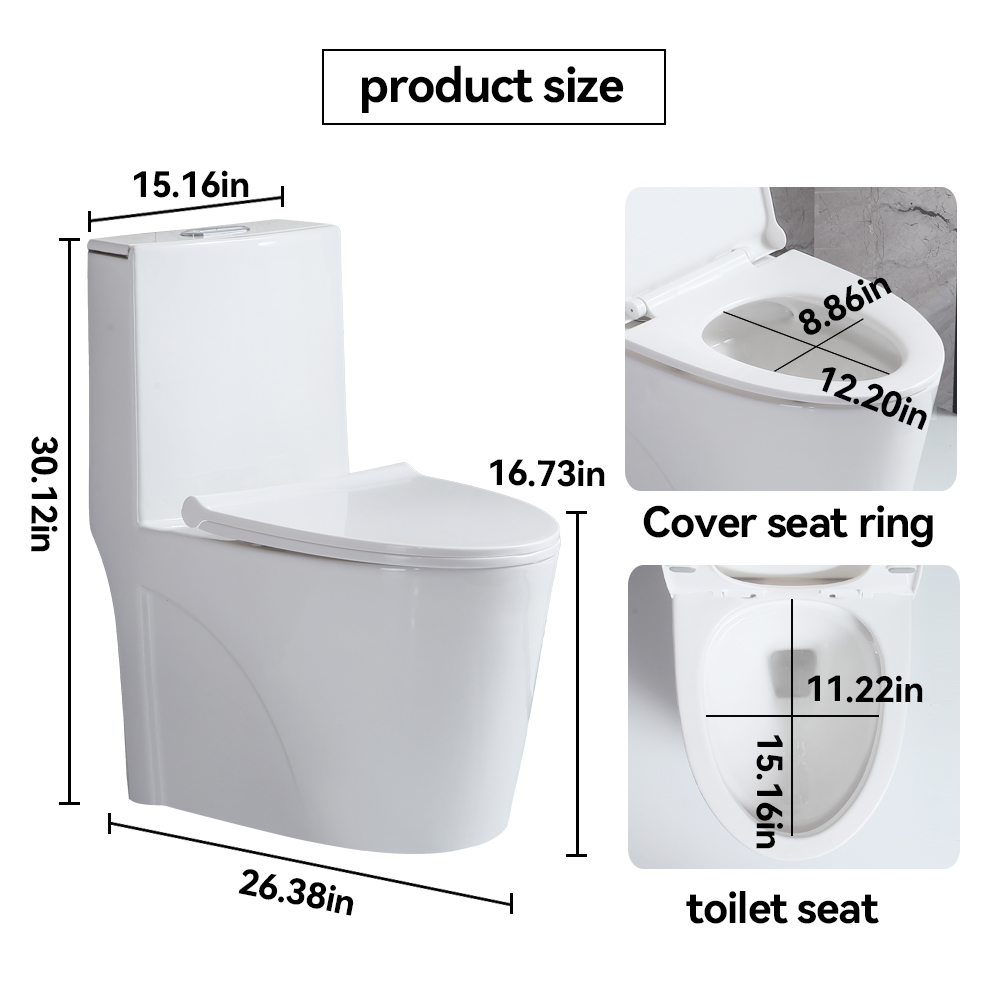 product size
15.16in
30.12in
16.73in
26.38in
8.86in
12.20in
Cover seat ring
11.22in
15.16in
toilet seat